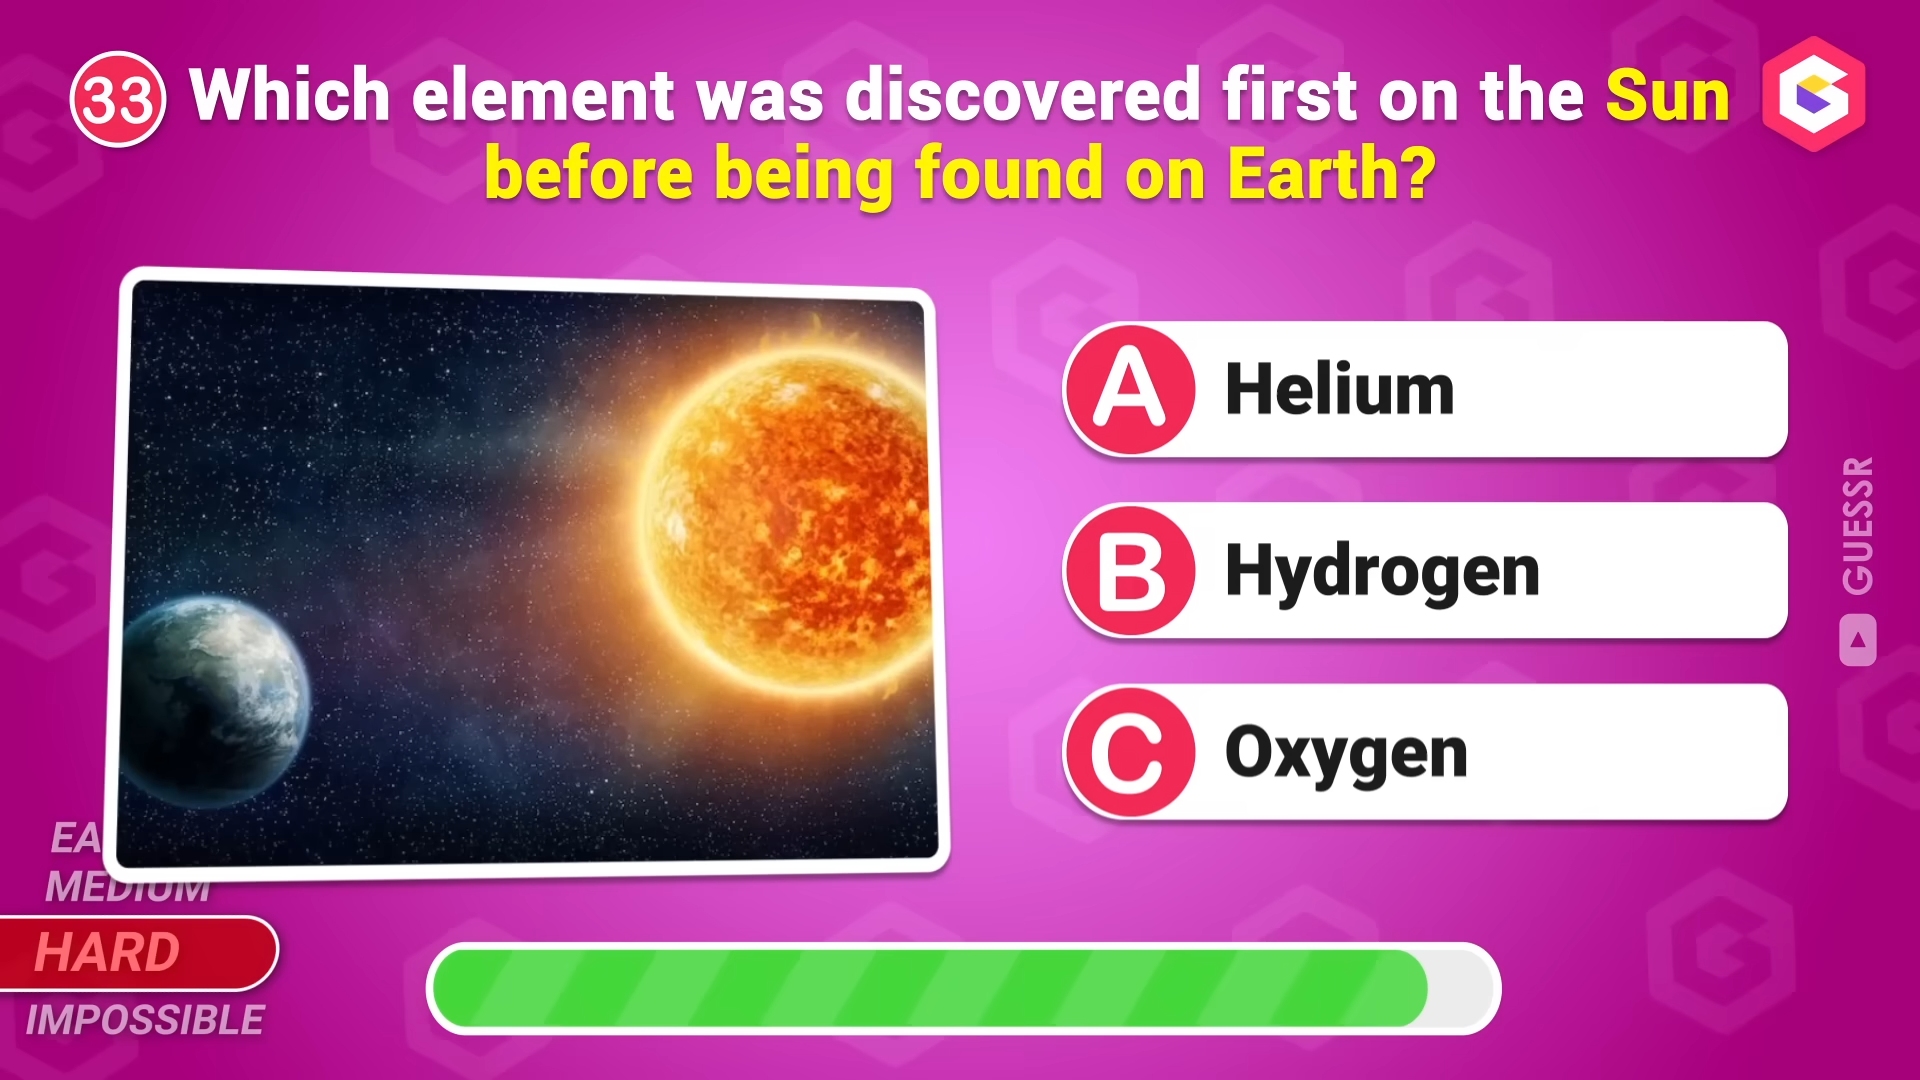 33 Which element was discovered first on the Sun
before being found on Earth?
A Helium
B Hydrogen
C Oxygen
GUESSR
EA
MEDIUM
HARD
IMPOSSIBLE